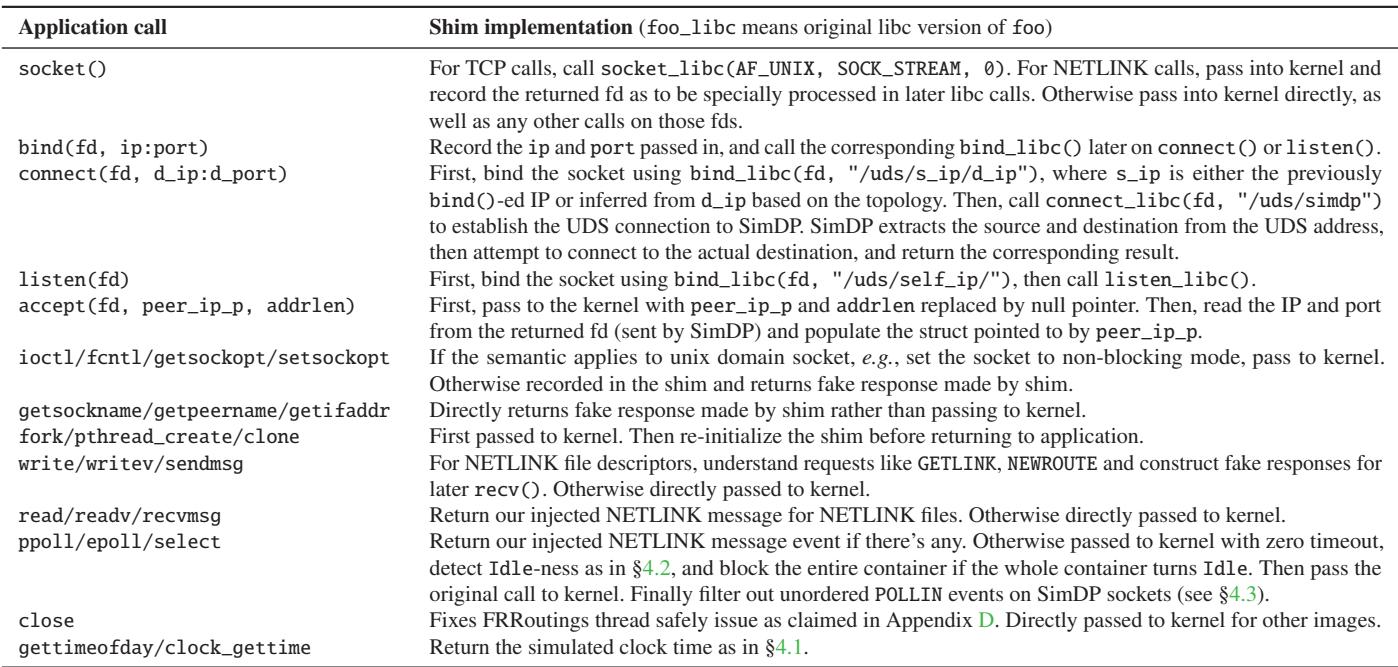 Application call Shim implementation (foo_libc means original libc version of foo)
socket() For TCP calls, call socket_libc(AF_UNIX, SOCK_STREAM, 0). For NETLINK calls, pass into kernel and
record the returned fd as to be specially processed in later libc calls. Otherwise pass into kernel directly, as
well as any other calls on those fds.
bind(fd, ip:port) Record the ip and port passed in, and call the corresponding bind_libc() later on connect() or listen().
connect(fd, d_ip:d_port) First, bind the socket using bind_libc(fd, "/uds/s_ip/d_ip"), where s_ip is either the previously
bind()-ed IP or inferred from d_ip based on the topology. Then, call connect_libc(fd, "/uds/simdp")
to establish the UDS connection to SimDP. SimDP extracts the source and destination from the UDS address,
then attempt to connect to the actual destination, and return the corresponding result.
listen(fd) First, bind the socket using bind_libc(fd, "/uds/self_ip/"), then call listen_libc().
accept(fd, peer_ip_p, addrlen) First, pass to the kernel with peer_ip_p and addrlen replaced by null pointer. Then, read the IP and port
from the returned fd (sent by SimDP) and populate the struct pointed to by peer_ip_p.
ioctl/fcntl/getsockopt/setsockopt If the semantic applies to unix domain socket, e.g., set the socket to non-blocking mode, pass to kernel.
Otherwise recorded in the shim and returns fake response made by shim.
getsockname/getpeername/getifaddr Directly returns fake response made by shim rather than passing to kernel.
fork/pthread_create/clone First passed to kernel. Then re-initialize the shim before returning to application.
write/writev/sendmsg For NETLINK file descriptors, understand requests like GETLINK, NEWROUTE and construct fake responses for
later recv(). Otherwise directly passed to kernel.
read/readv/recvmsg Return our injected NETLINK message for NETLINK files. Otherwise directly passed to kernel.
ppoll/epoll/select Return our injected NETLINK message event if there's any. Otherwise passed to kernel with zero timeout,
detect Idle-ness as in §4.2, and block the entire container if the whole container turns Idle. Then pass the
original call to kernel. Finally filter out unordered POLLIN events on SimDP sockets (see §4.3).
close Fixes FRRoutings thread safely issue as claimed in Appendix D. Directly passed to kernel for other images.
gettimeofday/clock_gettime Return the simulated clock time as in §4.1.